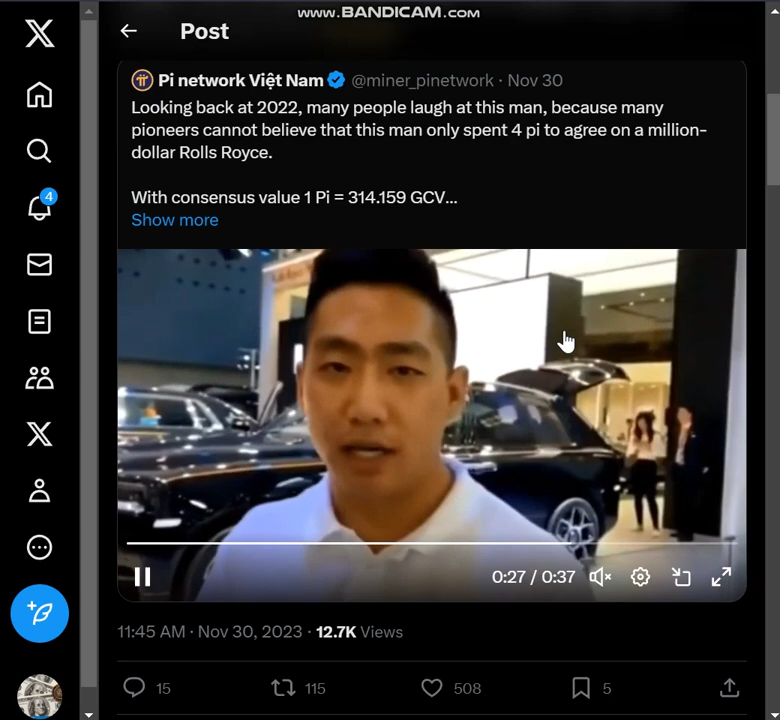 www.BANDICAM.com
Post
Pi network Việt Nam @miner_pinetwork · Nov 30
Looking back at 2022, many people laugh at this man, because many
pioneers cannot believe that this man only spent 4 pi to agree on a million-
dollar Rolls Royce.
With consensus value 1 Pi = 314.159 GCV...
Show more
4
0:27 / 0:37
11:45 AM · Nov 30, 2023 · 12.7K Views
15 115 508 5